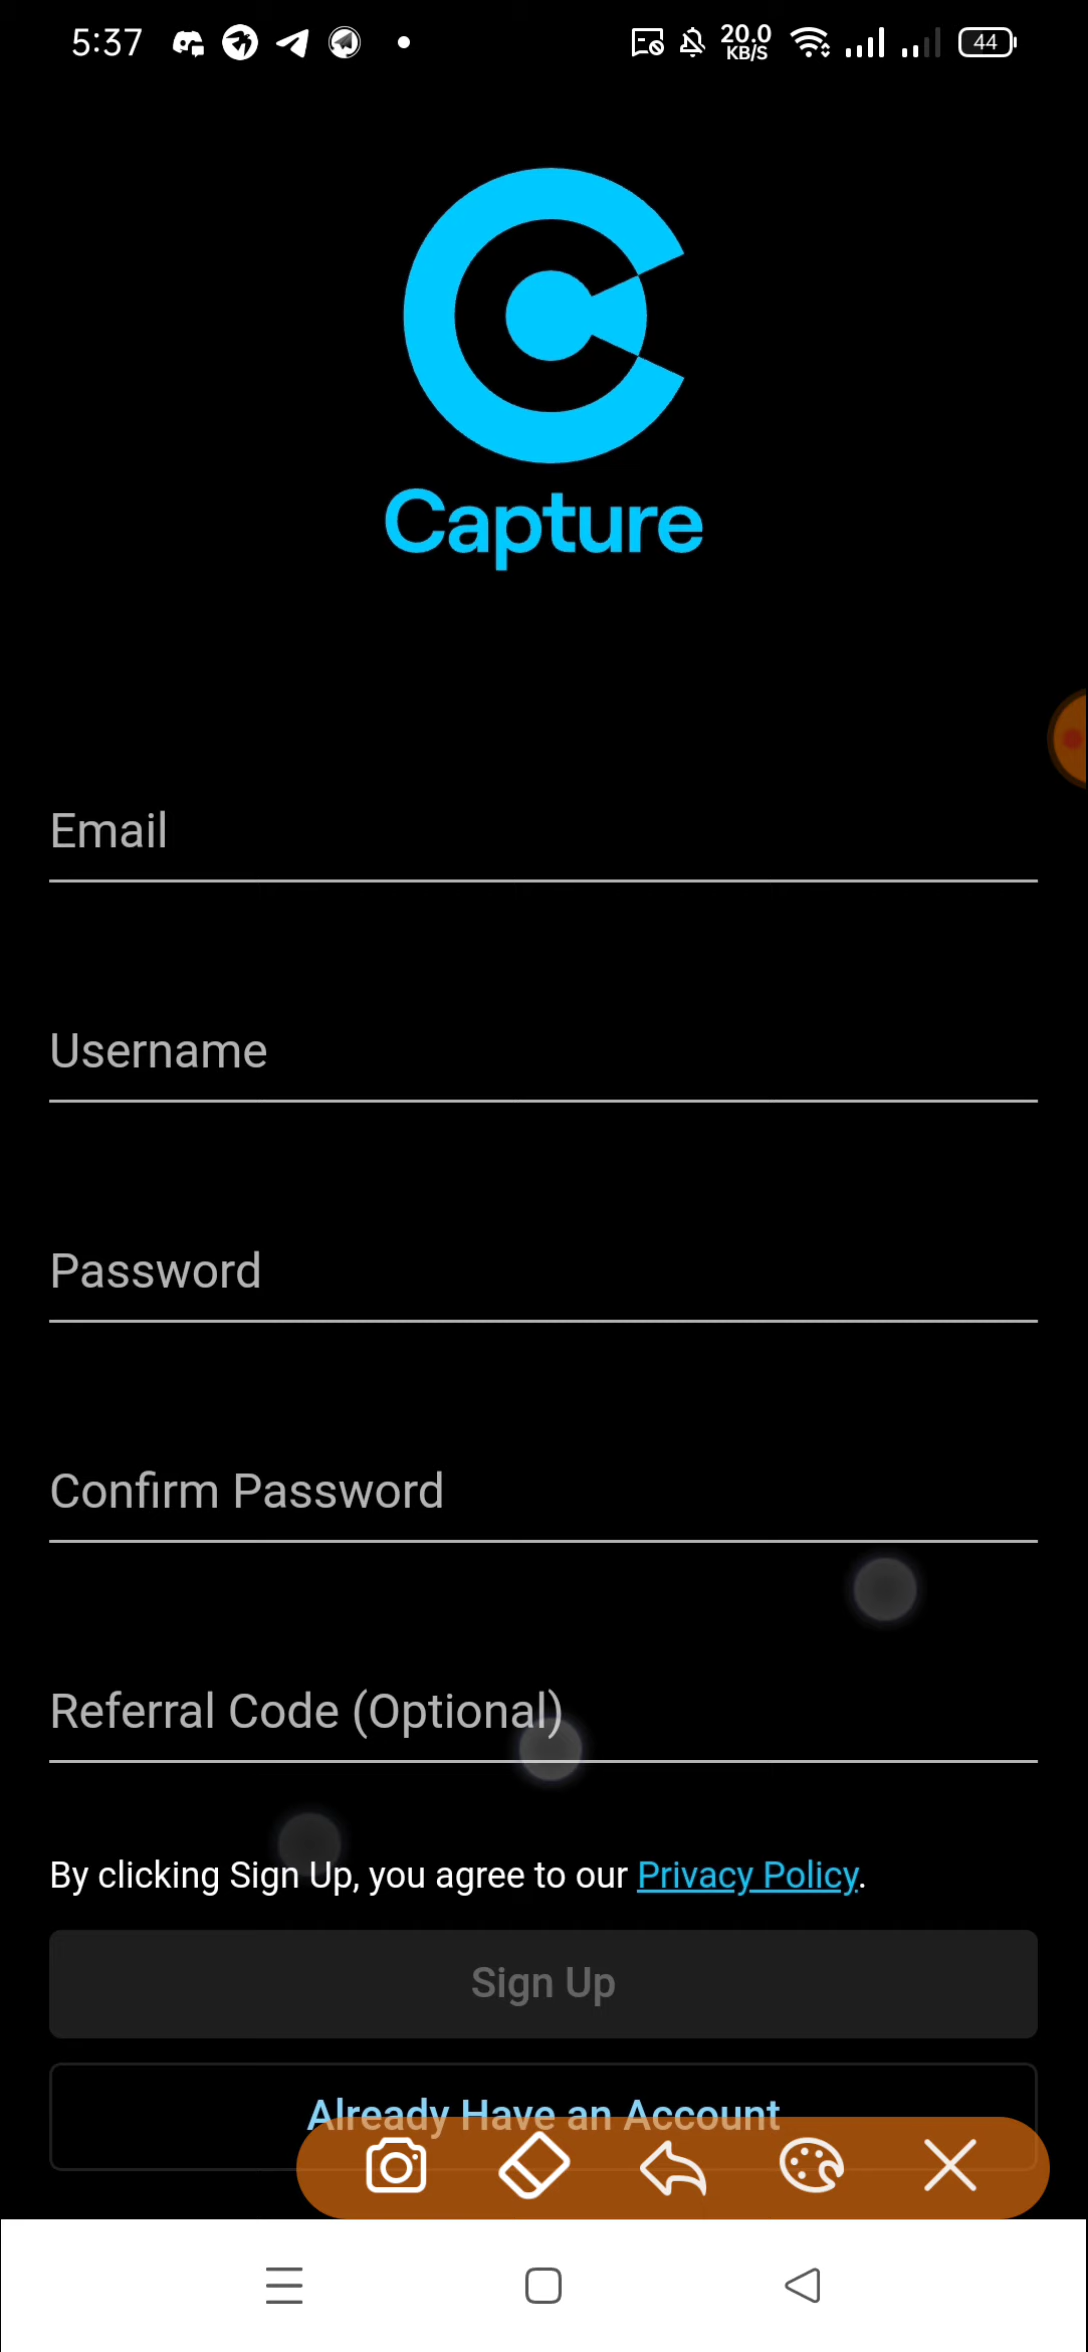 5:37
20.0
KB/S
44
Capture
Email
Username
Password
Confirm Password
Referral Code (Optional)
By clicking Sign Up, you agree to our Privacy Policy.
Sign Up
Already Have an Account